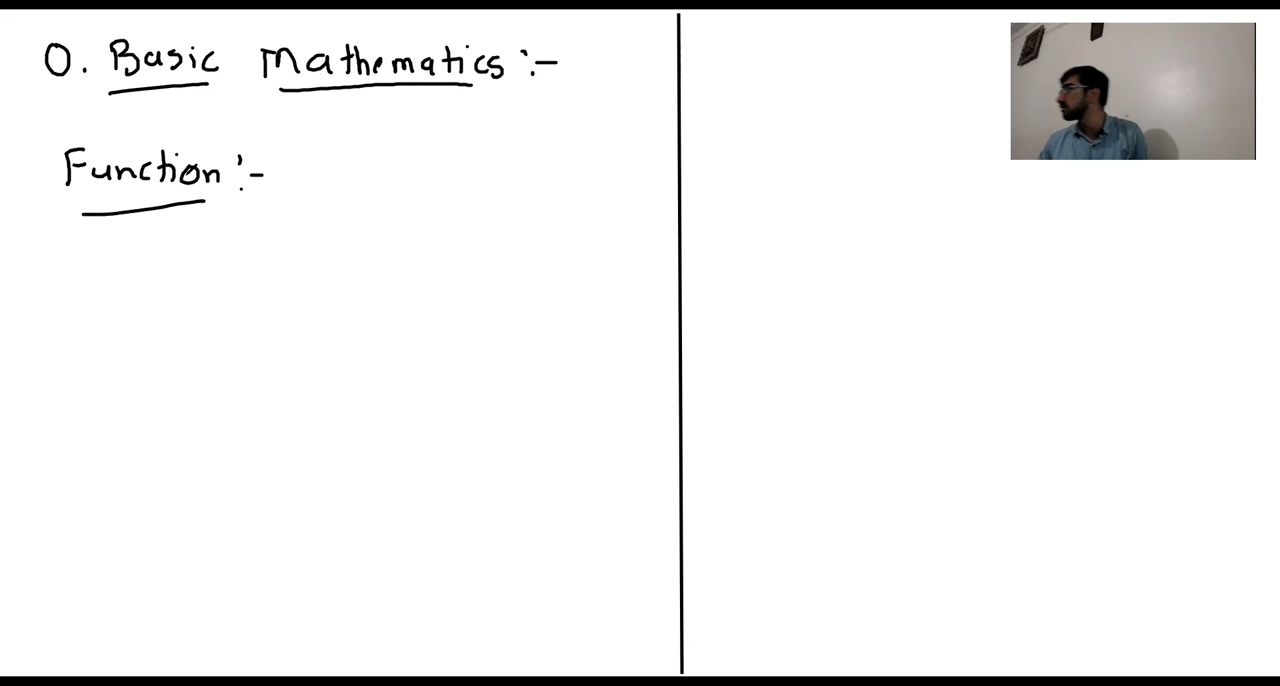 0. Basic Mathematics :-
Function :-